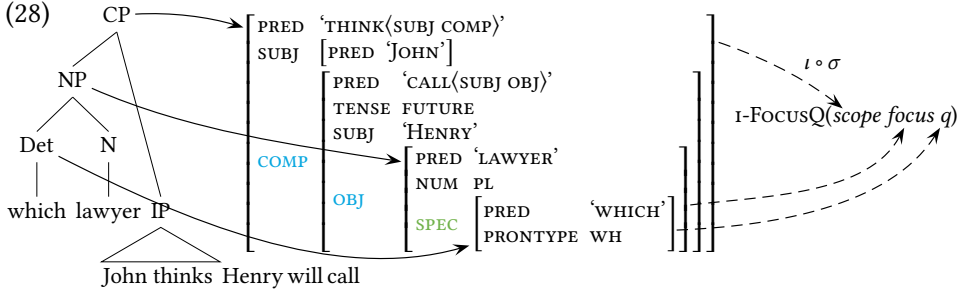 (28)
CP
NP
Det N
which lawyer IP
John thinks Henry will call
PRED ‘THINK⟨SUBJ COMP⟩’
SUBJ [PRED ‘JOHN’]
COMP
PRED ‘CALL⟨SUBJ OBJ⟩’
TENSE FUTURE
SUBJ ‘HENRY’
OBJ
PRED ‘LAWYER’
NUM PL
SPEC
PRED ‘WHICH’
PRONTYPE WH
ι ∘ σ
I-FOCUSQ(scope focus q)